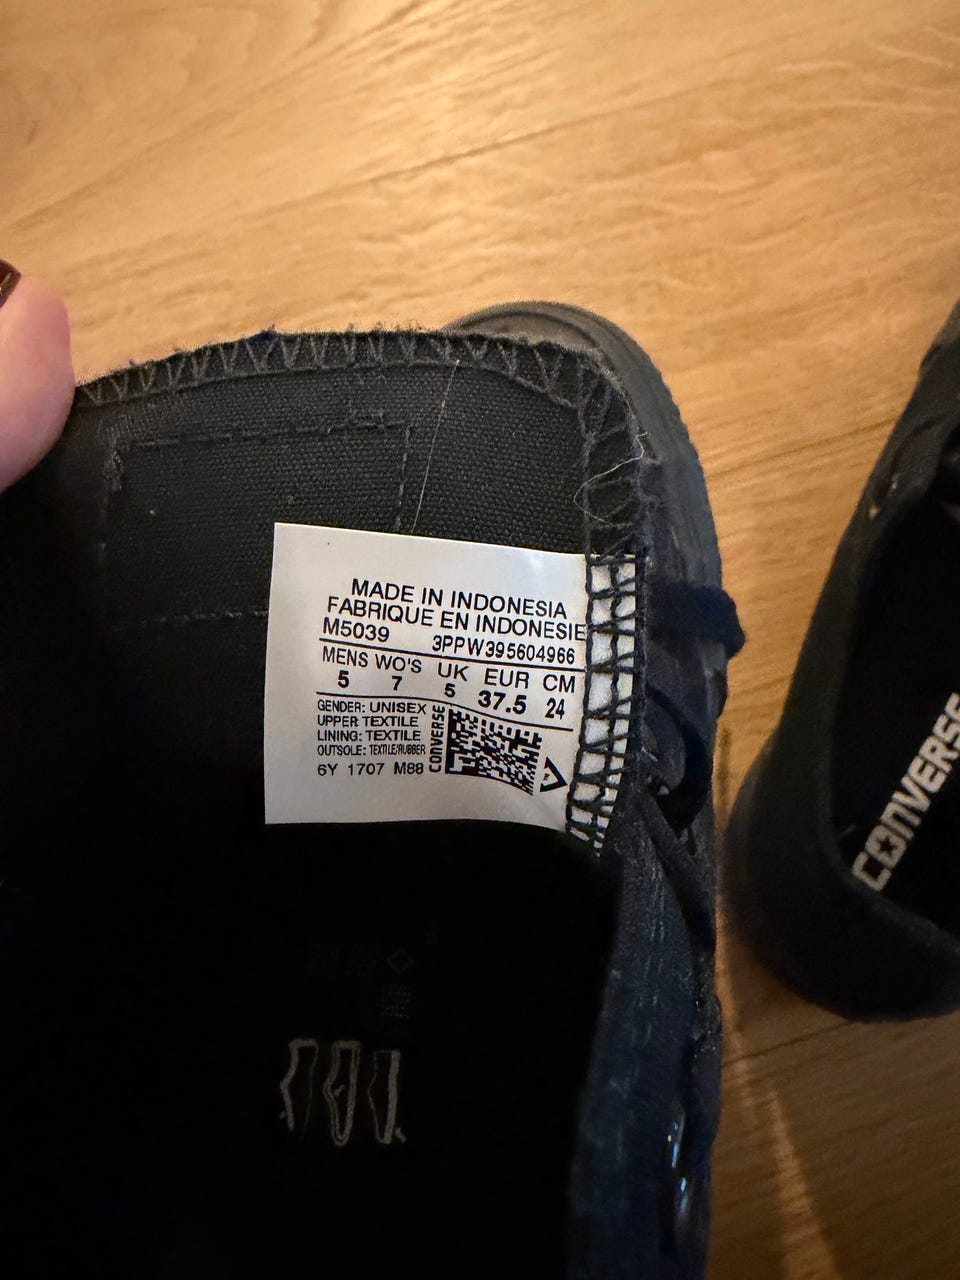 MADE IN INDONESIA
FABRIQUE EN INDONESIE
M5039 3PPW395604966
MENS WO'S UK EUR CM
5 7 5 37.5 24
GENDER: UNISEX
UPPER: TEXTILE
LINING: TEXTILE
OUTSOLE: TEXTILE/RUBBER
6Y 1707 M88
CONVERSE
CONVERSE